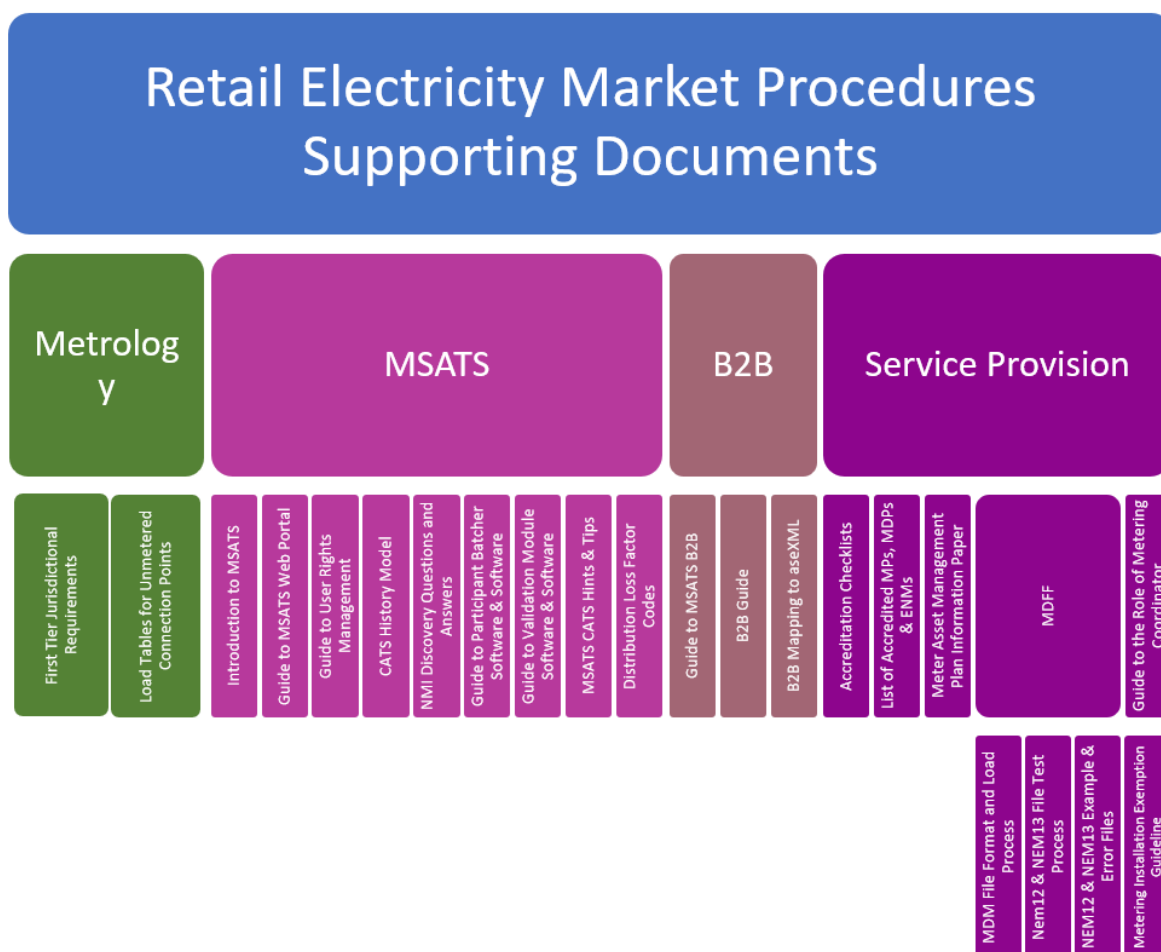 Retail Electricity Market Procedures
Supporting Documents
Metrolog
y
MSATS
B2B
Service Provision
First Tier Jurisdictional
Requirements
Load Tables for Unmetered
Connection Points
Introduction to MSATS
Guide to MSATS Web Portal
Guide to User Rights
Management
CATS History Model
NMI Discovery Questions and
Answers
Guide to Participant Batcher
Software & Software
Guide to Validation Module
Software & Software
MSATS CATS Hints & Tips
Distribution Loss Factor
Codes
Guide to MSATS B2B
B2B Guide
B2B Mapping to aseXML
Accreditation Checklists
List of Accredited MPs, MDPs
& ENMs
Meter Asset Management
Plan Information Paper
MDFF
Guide to the Role of Metering
Coordinator
MDM File Format and Load
Process
Nem12 & NEM13 File Test
Process
NEM12 & NEM13 Example &
Error Files
Metering Installation Exemption
Guideline